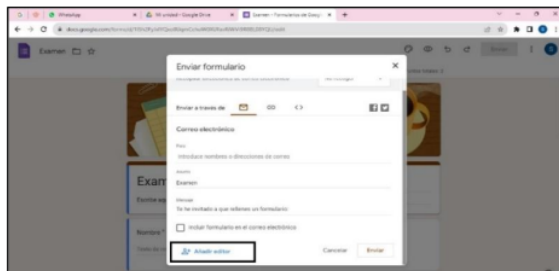 WhatsApp
Mi unidad - Google Drive
Examen - Formularios de Goog
Examen
Enviar
Enviar formulario
Enviar a través de
Correo electrónico
Para
Introduce nombres o direcciones de correo
Asunto
Examen
Mensaje
Te he invitado a que rellenes un formulario:
Incluir formulario en el correo electrónico
Añadir editor
Cancelar
Enviar
Exam
Nombre *